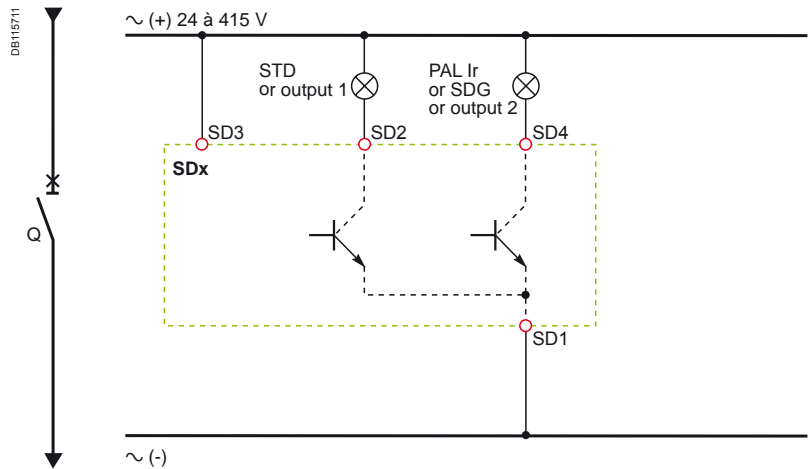 DB115711
∼ (+) 24 à 415 V
STD
or output 1
PAL Ir
or SDG
or output 2
SD3
SD2
SD4
SDx
Q
SD1
∼ (-)